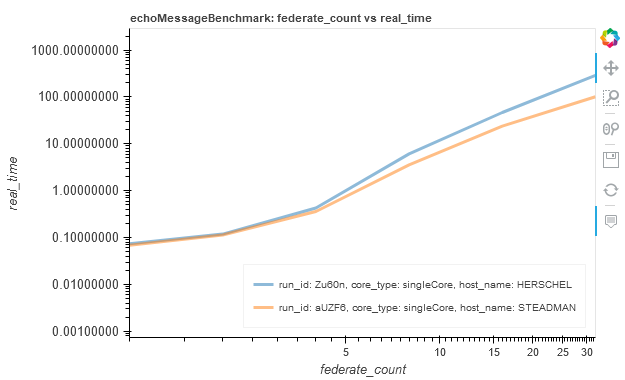 echoMessageBenchmark: federate_count vs real_time
1000.00000000
100.00000000
10.00000000
1.00000000
0.10000000
0.01000000
0.00100000
real_time
run_id: Zu60n, core_type: singleCore, host_name: HERSCHEL
run_id: aUZF6, core_type: singleCore, host_name: STEADMAN
5 10 15 20 25 30
federate_count